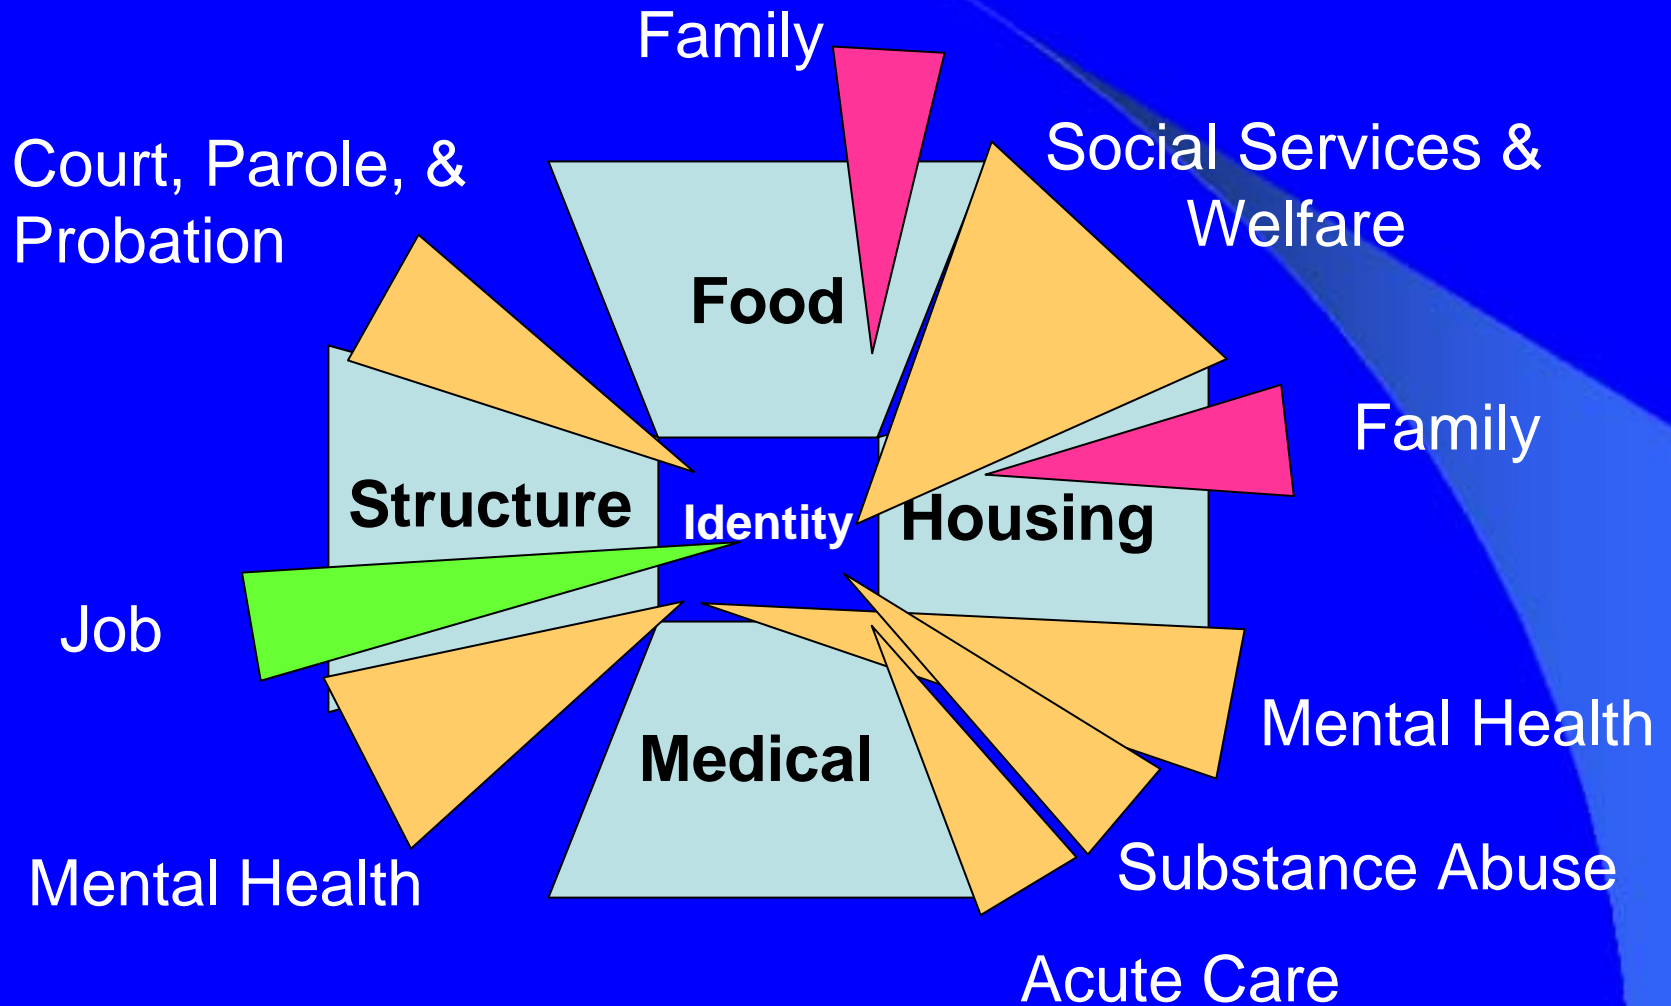 Family
Court, Parole, &
Probation
Social Services &
Welfare
Food
Family
Structure
Identity
Housing
Job
Medical
Mental Health
Mental Health
Substance Abuse
Acute Care